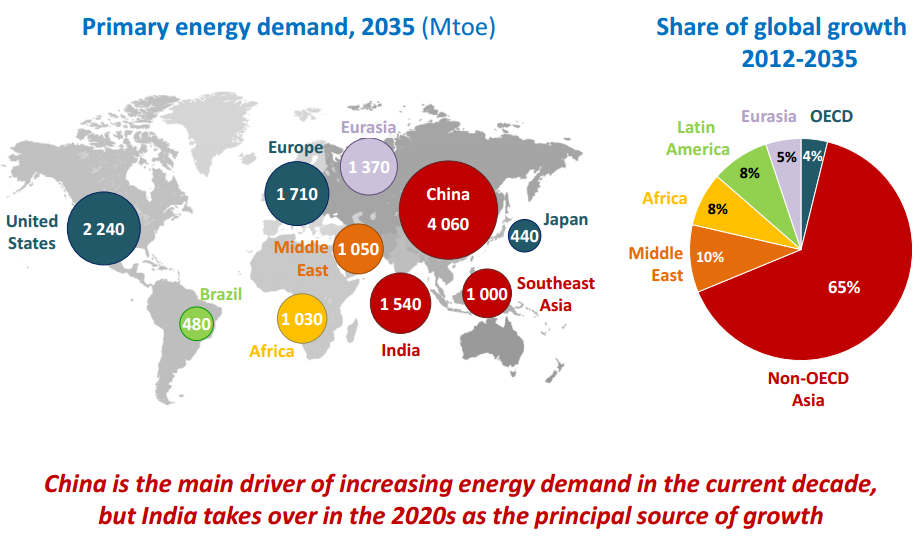 Primary energy demand, 2035 (Mtoe)
Eurasia
1 370
Europe
1 710
China
4 060
United
States
2 240
Japan
440
Middle
East
1 050
Southeast
Asia
1 000
India
1 540
Brazil
480
Africa
1 030
Share of global growth
2012-2035
Eurasia
OECD
Latin
America
Africa
Middle
East
5%
4%
8%
8%
10%
65%
Non-OECD
Asia
China is the main driver of increasing energy demand in the current decade,
but India takes over in the 2020s as the principal source of growth